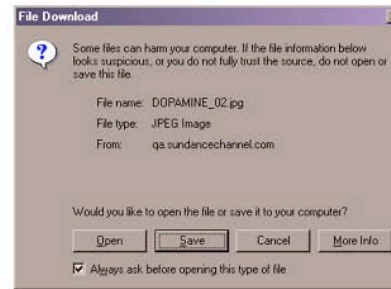 File Download
Some files can harm your computer. If the file information below
looks suspicious, or you do not fully trust the source, do not open or
save this file.
File name: DOPAMINE_02.jpg
File type: JPEG Image
From: qa.sundancechannel.com
Would you like to open the file or save it to your computer?
Open Save Cancel More Info
Always ask before opening this type of file